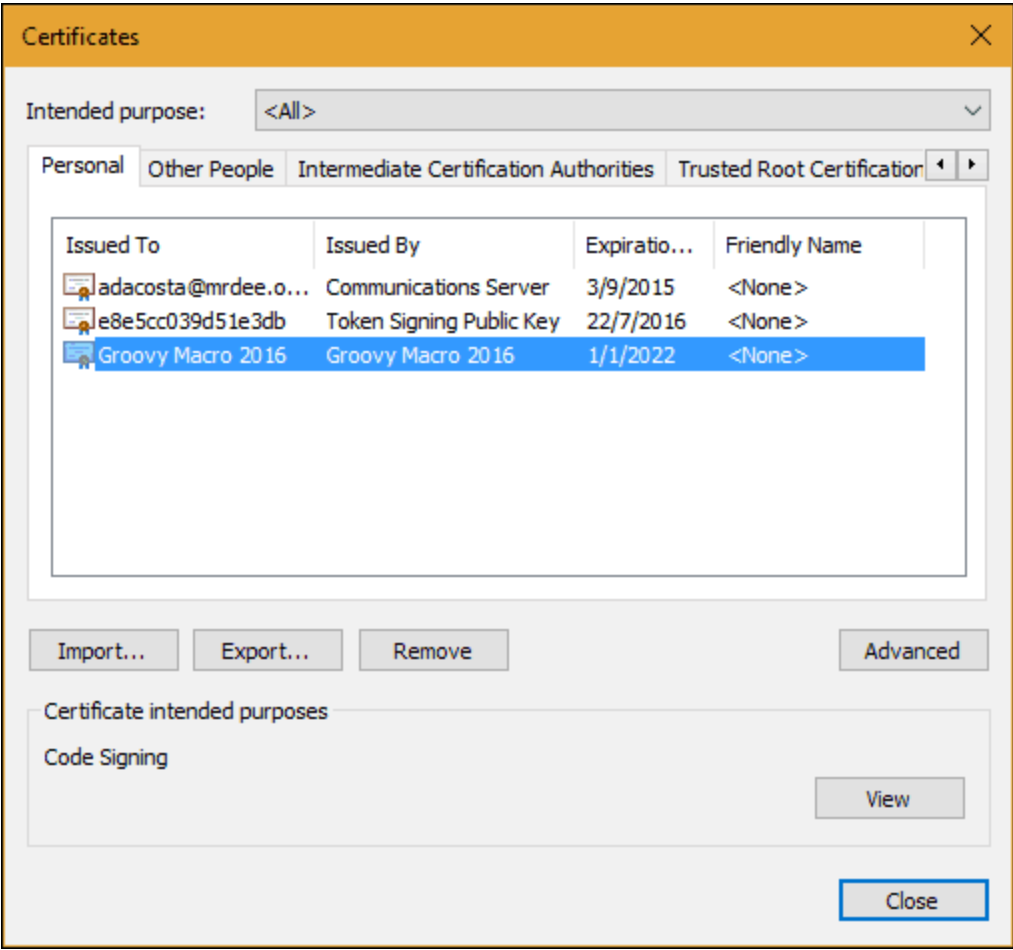 Certificates
Intended purpose: <All>
Personal Other People Intermediate Certification Authorities Trusted Root Certification
Issued To Issued By Expiratio... Friendly Name
adacosta@mrdee.o... Communications Server 3/9/2015 <None>
e8e5cc039d51e3db Token Signing Public Key 22/7/2016 <None>
Groovy Macro 2016 Groovy Macro 2016 1/1/2022 <None>
Import... Export... Remove Advanced
Certificate intended purposes
Code Signing
View
Close